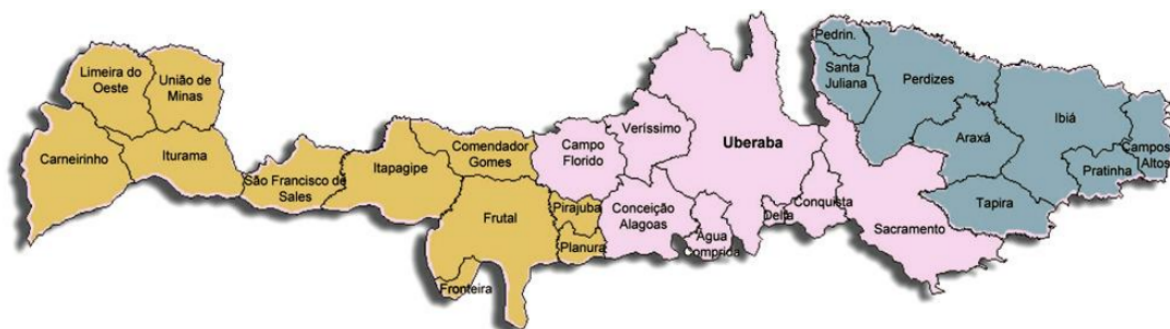 Limeira do
Oeste
União de
Minas
Carneirinho
Iturama
São Francisco de
Sales
Itapagipe
Comendador
Gomes
Frutal
Pirajuba
Planura
Fronteira
Campo
Florido
Veríssimo
Uberaba
Conceição
Alagoas
Água
Comprida
Delta
Conquista
Sacramento
Pedrin.
Santa
Juliana
Perdizes
Araxá
Ibiá
Campos
Altos
Pratinha
Tapira